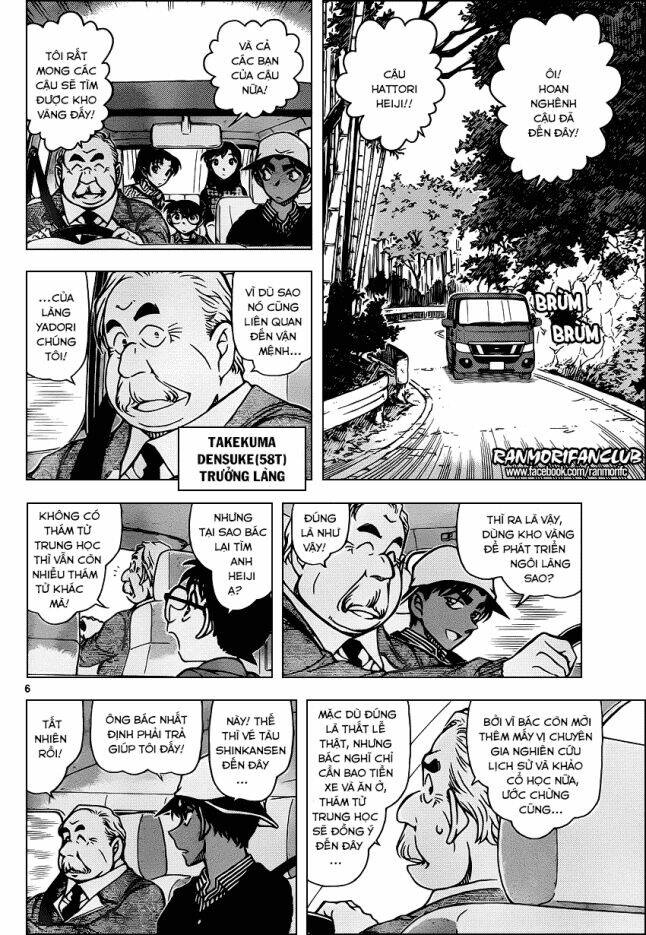 ÔI!
HOAN
NGHÊNH
CẬU ĐÃ
ĐẾN ĐÂY!
CẬU
HATTORI
HEIJI!!
BRÙM
BRÙM
RANMORIFANCLUB
www.facebook.com/ranmorifc
VÀ CẢ
CÁC BẠN
CỦA CẬU
NỮA!
TÔI RẤT
MONG CÁC
CẬU SẼ TÌM
ĐƯỢC KHO
VÀNG ĐẤY!
VÌ DÙ SAO
NÓ CŨNG
LIÊN QUAN
ĐẾN VẬN
MỆNH...
...CỦA
LÀNG
YADORI
CHÚNG
TÔI!
TAKEKUMA
DENSUKE(58T)
TRƯỞNG LÀNG
THÌ RA LÀ VẬY,
DÙNG KHO VÀNG
ĐỂ PHÁT TRIỂN
NGÔI LÀNG
SAO?
ĐÚNG
LÀ NHƯ
VẬY!
NHƯNG
TẠI SAO BÁC
LẠI TÌM
ANH
HEIJI
Ạ?
KHÔNG CÓ
THÁM TỬ
TRUNG HỌC
THÌ VẪN CÒN
NHIỀU THÁM
TỬ KHÁC
MÀ!
6
BỞI VÌ BÁC CÒN MỜI
THÊM MẤY VỊ CHUYÊN
GIA NGHIÊN CỨU
LỊCH SỬ VÀ KHẢO
CỔ HỌC NỮA,
ƯỚC CHỪNG
CŨNG...
MẶC DÙ ĐÚNG
LÀ THẤT LỄ
THẬT, NHƯNG
BÁC NGHĨ CHỈ
CẦN BAO TIỀN
XE VÀ ĂN Ở,
THÁM TỬ
TRUNG HỌC
SẼ ĐỒNG Ý
ĐẾN ĐÂY
...
NÀY! THẾ
THÌ VÉ TÀU
SHINKANSEN
ĐẾN ĐÂY
...
ÔNG BÁC NHẤT
ĐỊNH PHẢI TRẢ
GIÚP TÔI ĐẤY!
TẤT
NHIÊN
RỒI!